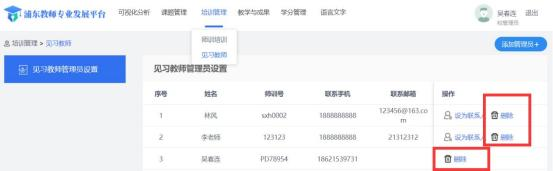 浦东教师专业发展平台 可视化分析 课题管理 培训管理 教学与成果 学分管理 语言文字 吴春连 退出
校管理员
师训培训
见习教师
培训管理 > 见习教师 添加管理员+
见习教师管理员设置
见习教师管理员设置
序号 姓名 师训号 联系手机 联系邮箱 操作
1 林凤 sxh0002 1888888888 123456@163.com 设为联系人 删除
2 李老师 123123 1888888888 21312312 设为联系人 删除
3 吴春连 PD78954 18621539731 删除